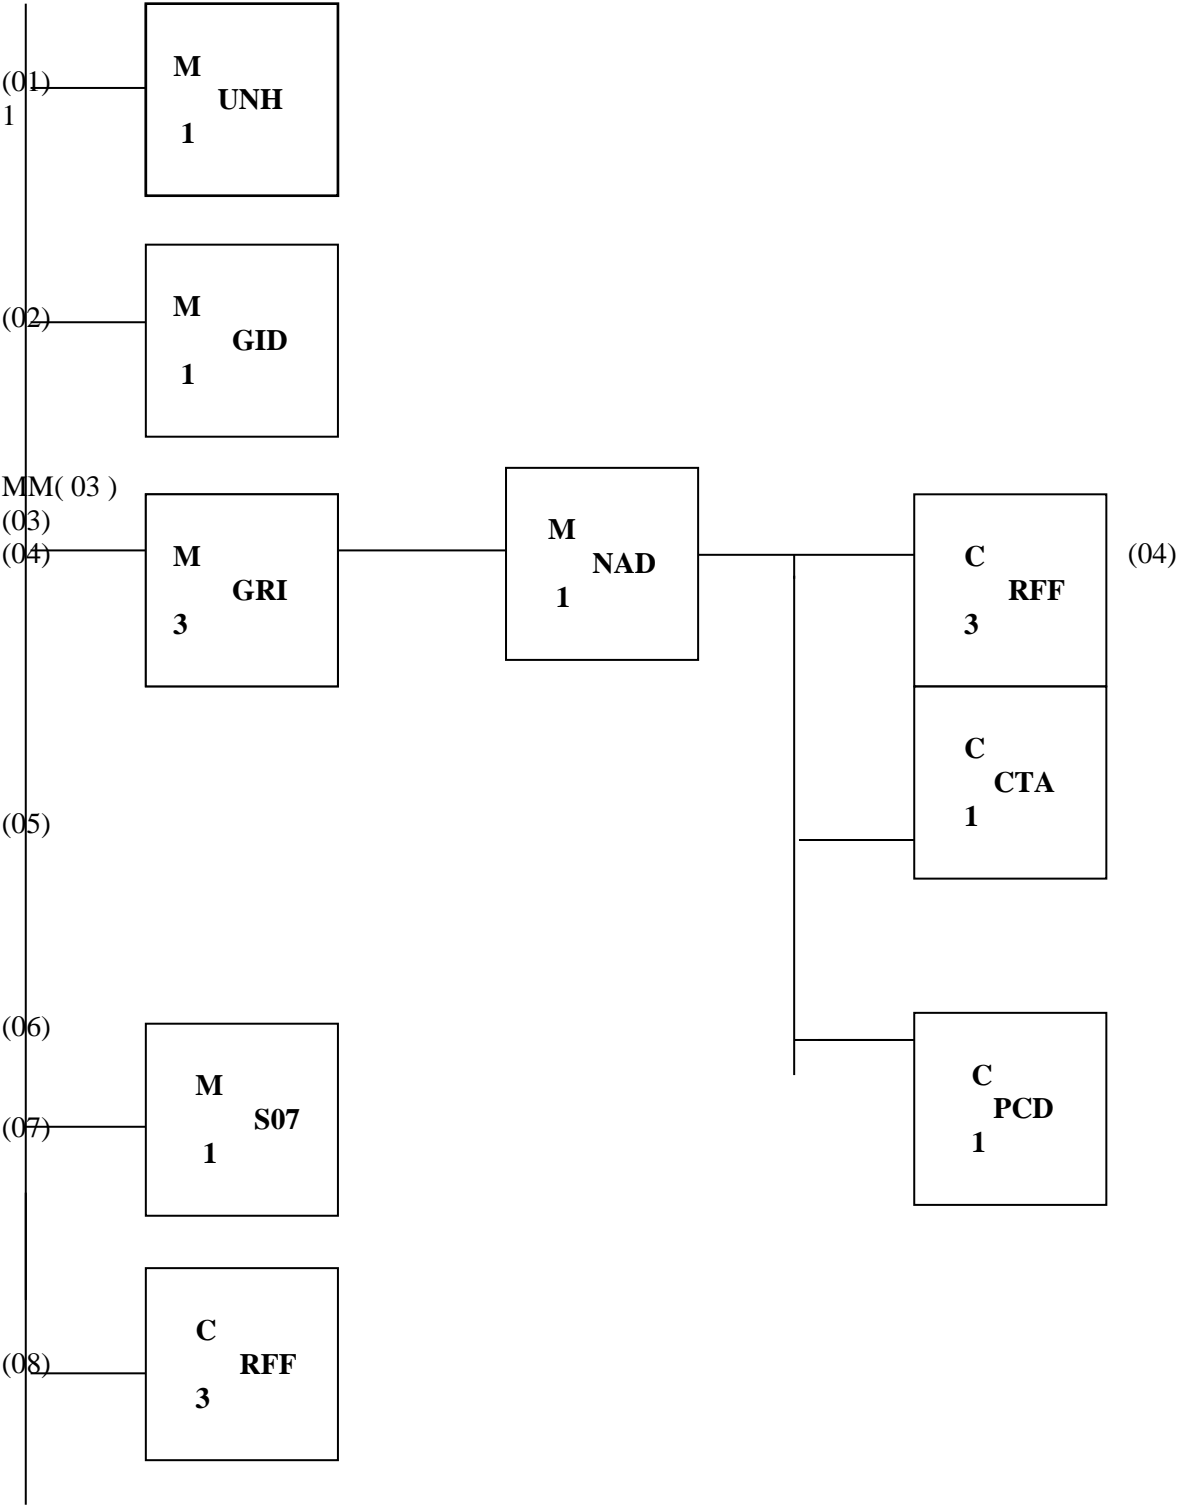 M
(01)
UNH
1
1
M
(02)
GID
1
MM( 03 )
(03)
(04)
M
GRI
3
M
NAD
1
C
RFF
3
(04)
C
CTA
1
(05)
(06)
M
(07)
S07
1
C
PCD
1
C
(08)
RFF
3